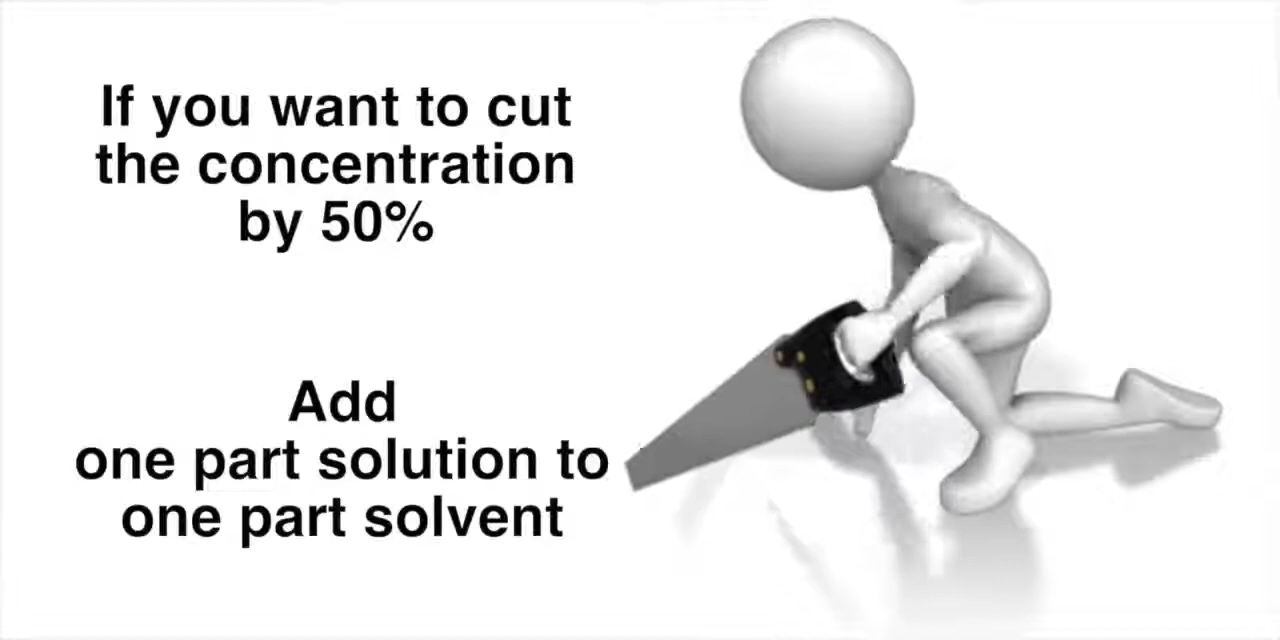 If you want to cut
the concentration
by 50%
Add
one part solution to
one part solvent